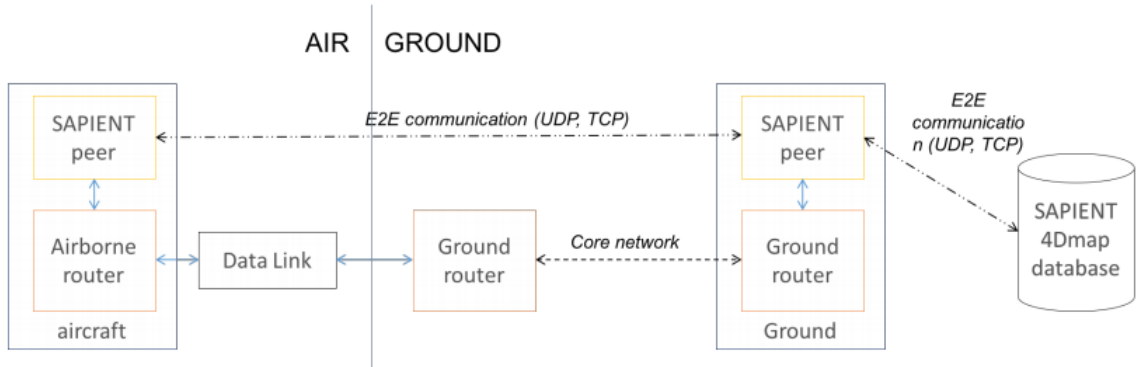 AIR
GROUND
SAPIENT
peer
E2E communication (UDP, TCP)
SAPIENT
peer
E2E
communicatio
n (UDP, TCP)
Airborne
router
Data Link
Ground
router
Core network
Ground
router
SAPIENT
4Dmap
database
aircraft
Ground